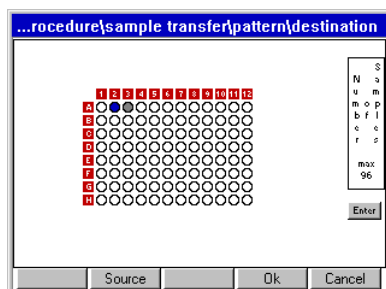 ...rocedure\sample transfer\pattern\destination
1 2 3 4 5 6 7 8 9 10 11 12
A
B
C
D
E
F
G
H
Number of Samples
max
96
Enter
Source Ok Cancel